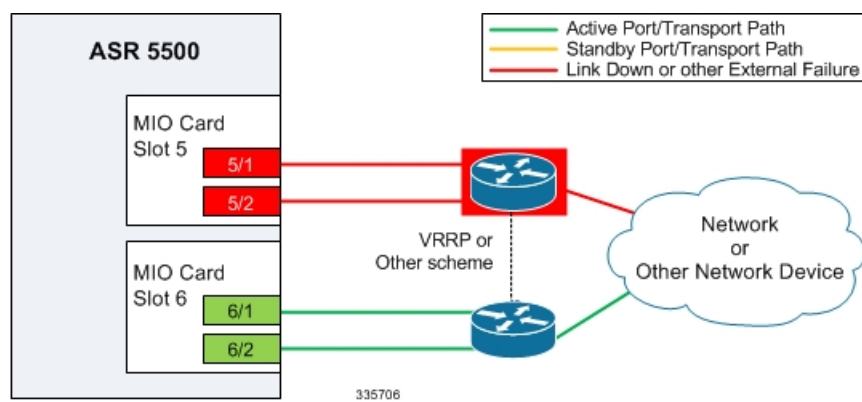 ASR 5500
Active Port/Transport Path
Standby Port/Transport Path
Link Down or other External Failure
MIO Card
Slot 5
5/1
5/2
VRRP or
Other scheme
Network
or
Other Network Device
MIO Card
Slot 6
6/1
6/2
335706